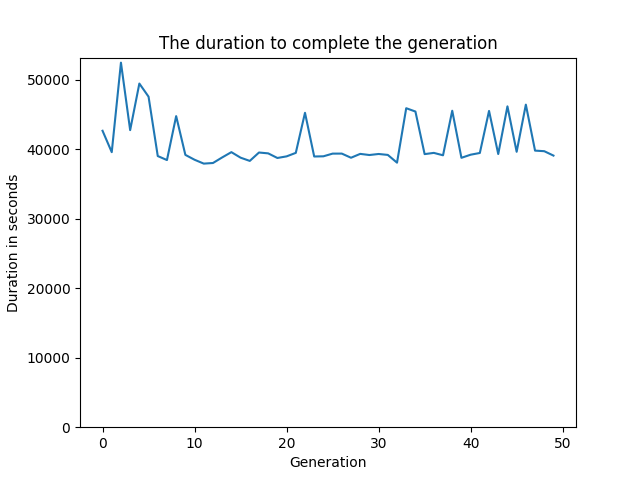 The duration to complete the generation
50000
40000
30000
20000
10000
0
Duration in seconds
0 10 20 30 40 50
Generation